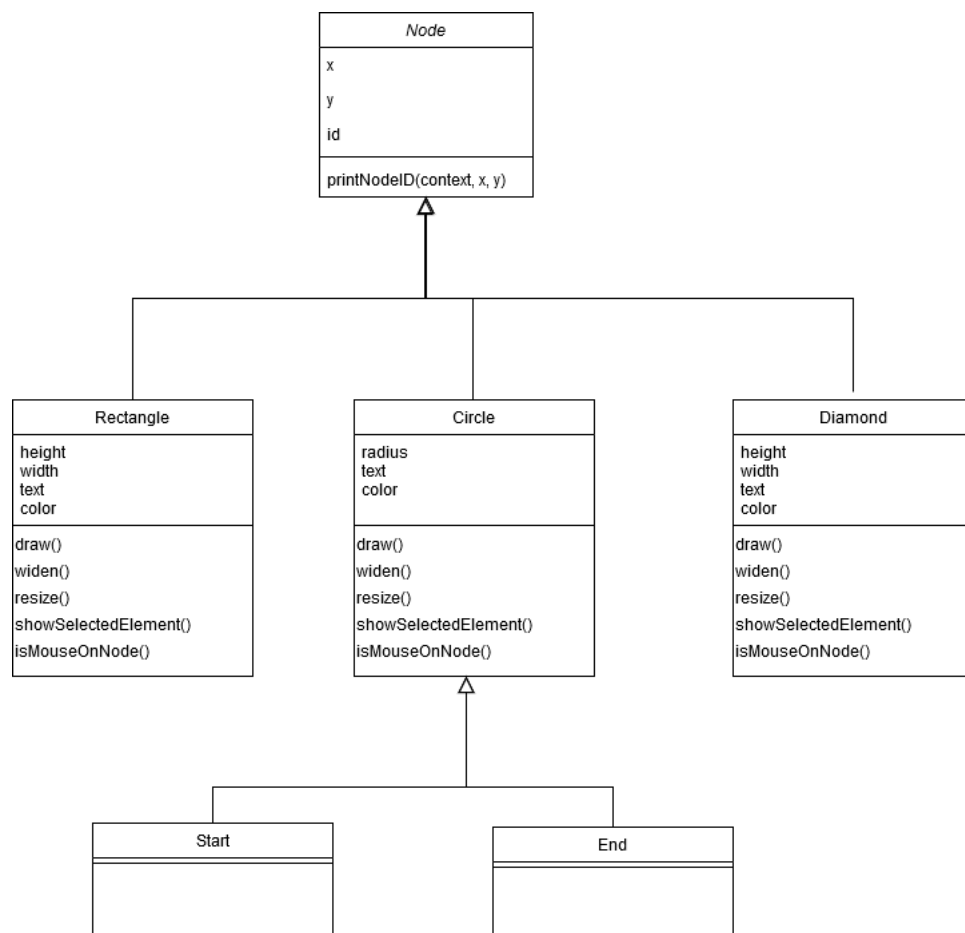 Node
x
y
id
printNodeID(context, x, y)
Rectangle
height
width
text
color
draw()
widen()
resize()
showSelectedElement()
isMouseOnNode()
Circle
radius
text
color
draw()
widen()
resize()
showSelectedElement()
isMouseOnNode()
Diamond
height
width
text
color
draw()
widen()
resize()
showSelectedElement()
isMouseOnNode()
Start
End